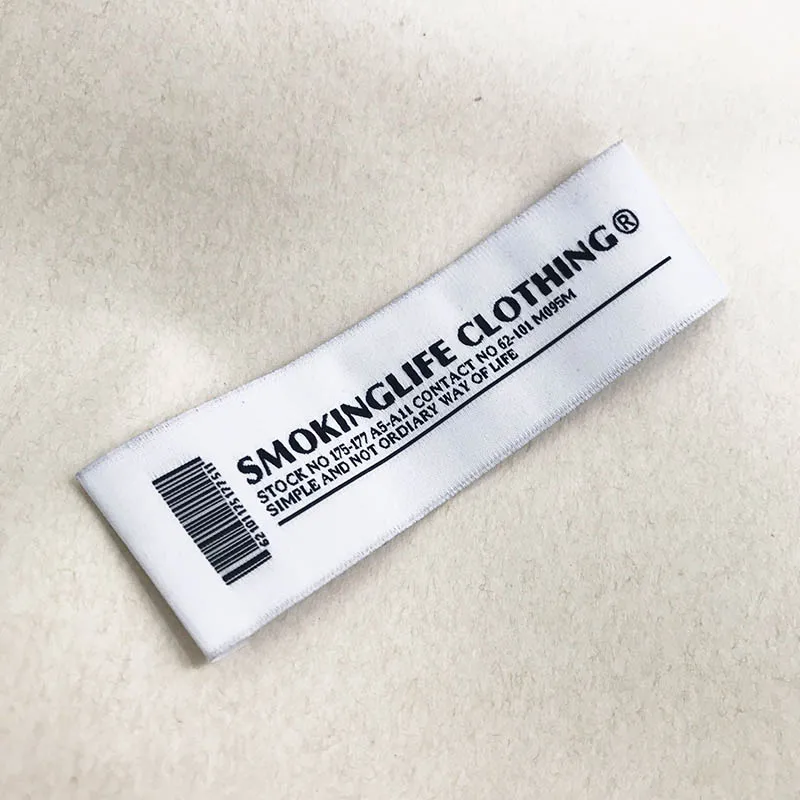 SMOKINGLIFE CLOTHING®
STOCK NO 175-177 A5-A11 CONTACT NO 62-101 M095M
SIMPLE AND NOT ORDIARY WAY OF LIFE
6210117517751